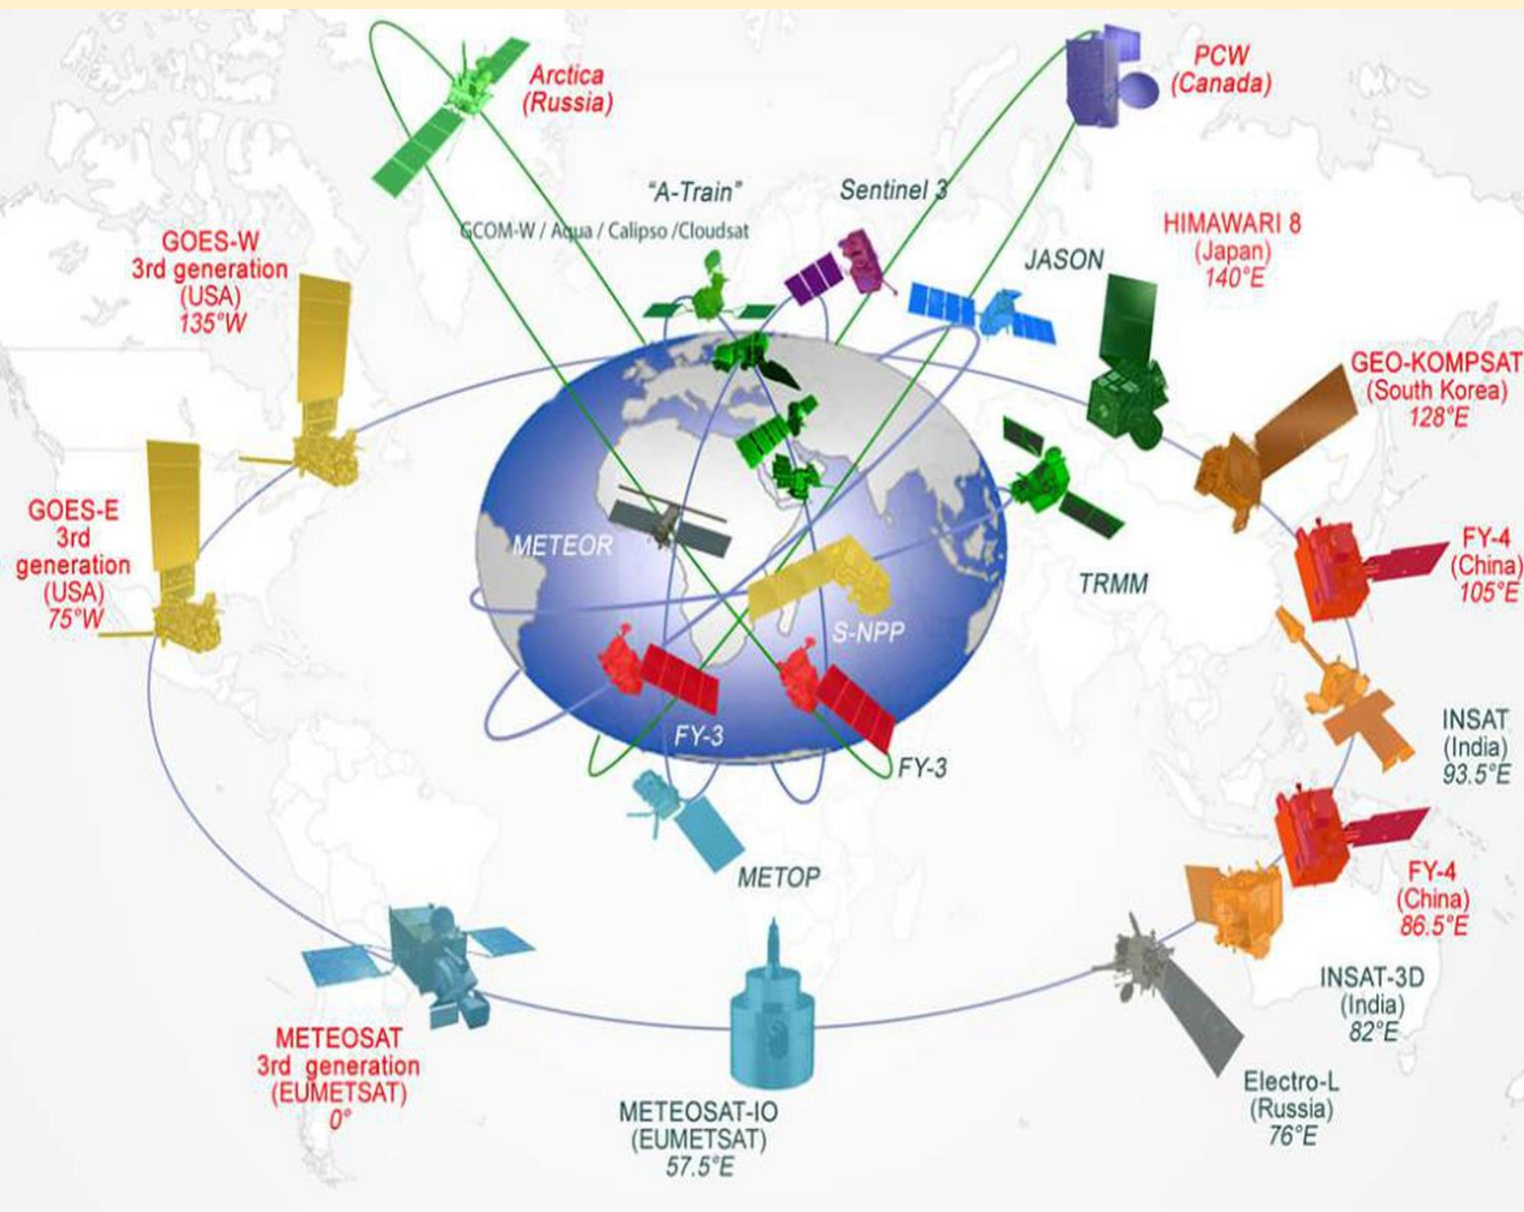 Arctica
(Russia)
PCW
(Canada)
"A-Train"
GCOM-W / Aqua / Calipso /Cloudsat
Sentinel 3
JASON
HIMAWARI 8
(Japan)
140°E
GOES-W
3rd generation
(USA)
135°W
GEO-KOMPSAT
(South Korea)
128°E
GOES-E
3rd
generation
(USA)
75°W
METEOR
FY-4
(China)
105°E
TRMM
S-NPP
FY-3
FY-3
INSAT
(India)
93.5°E
METOP
FY-4
(China)
86.5°E
INSAT-3D
(India)
82°E
METEOSAT
3rd generation
(EUMETSAT)
0°
METEOSAT-IO
(EUMETSAT)
57.5°E
Electro-L
(Russia)
76°E